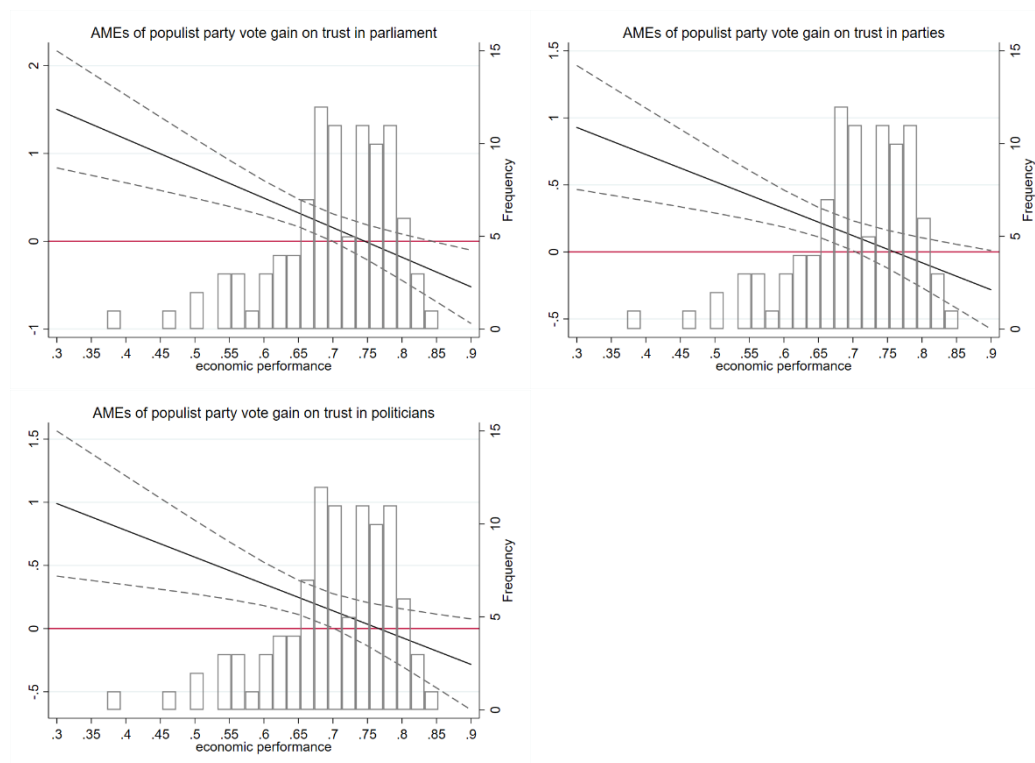 AMEs of populist party vote gain on trust in parliament
2
1
0
-1
15
10
5
0
Frequency
.3 .35 .4 .45 .5 .55 .6 .65 .7 .75 .8 .85 .9
economic performance
AMEs of populist party vote gain on trust in parties
1.5
1
.5
0
-.5
15
10
5
0
Frequency
.3 .35 .4 .45 .5 .55 .6 .65 .7 .75 .8 .85 .9
economic performance
AMEs of populist party vote gain on trust in politicians
1.5
1
.5
0
-.5
15
10
5
0
Frequency
.3 .35 .4 .45 .5 .55 .6 .65 .7 .75 .8 .85 .9
economic performance